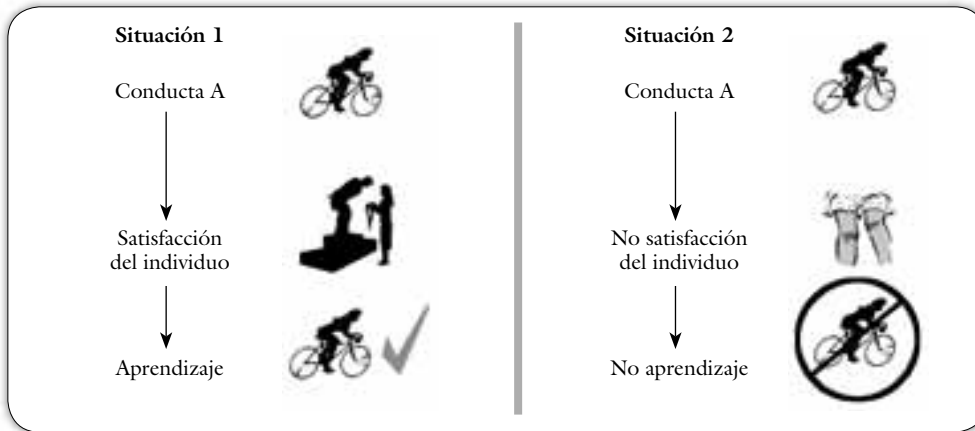 Situación 1
Conducta A
Satisfacción
del individuo
Aprendizaje
Situación 2
Conducta A
No satisfacción
del individuo
No aprendizaje